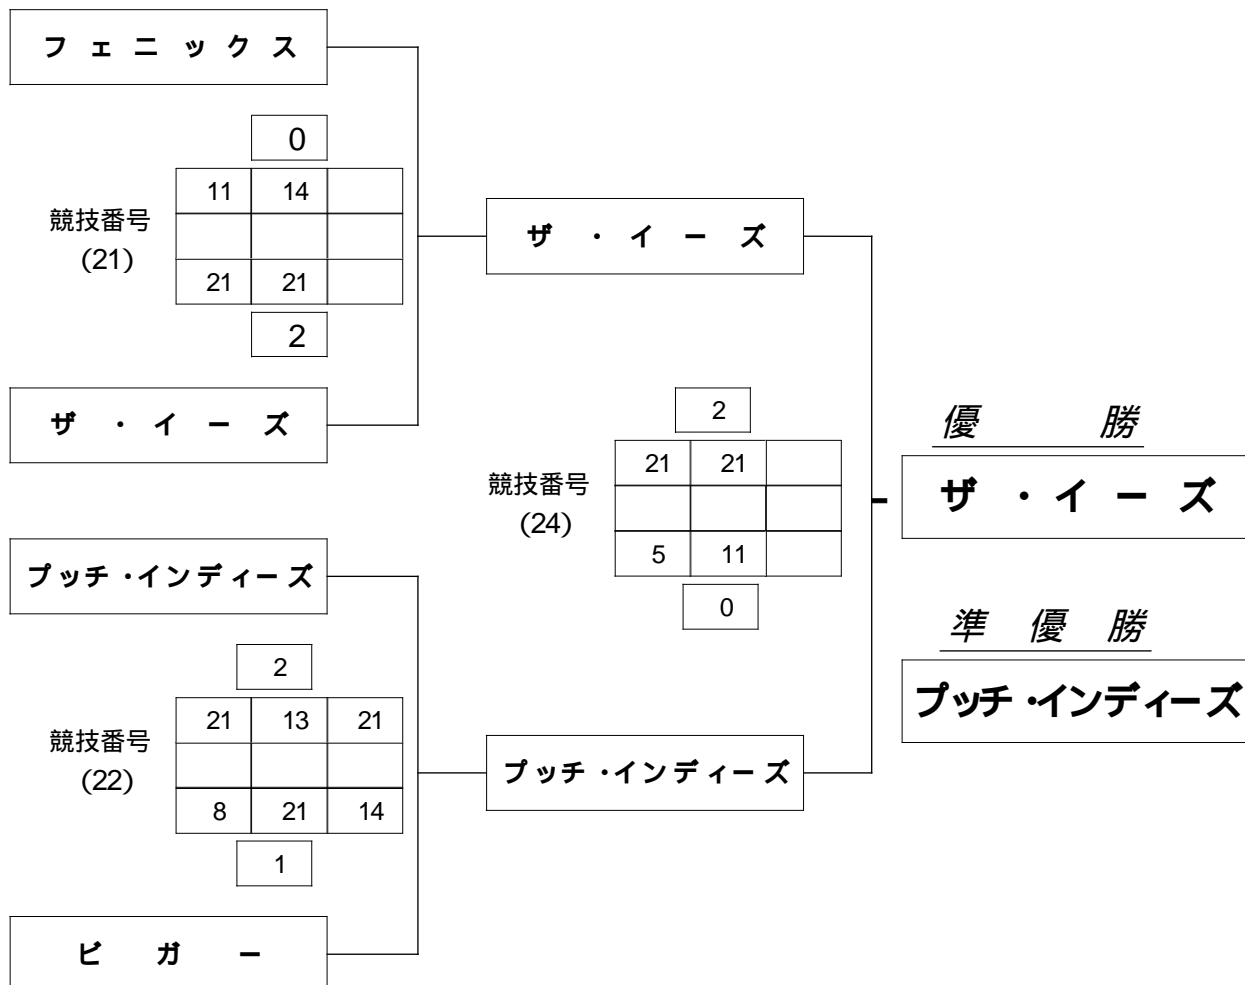 フェニックス
0
11 14
競技番号
(21)
21 21
2
ザ・イーズ
ザ・イーズ
プッチ・インディーズ
2
21 13 21
競技番号
(22)
8 21 14
1
ビガー
プッチ・インディーズ
2
21 21
競技番号
(24)
5 11
0
優勝
ザ・イーズ
準優勝
プッチ・インディーズ